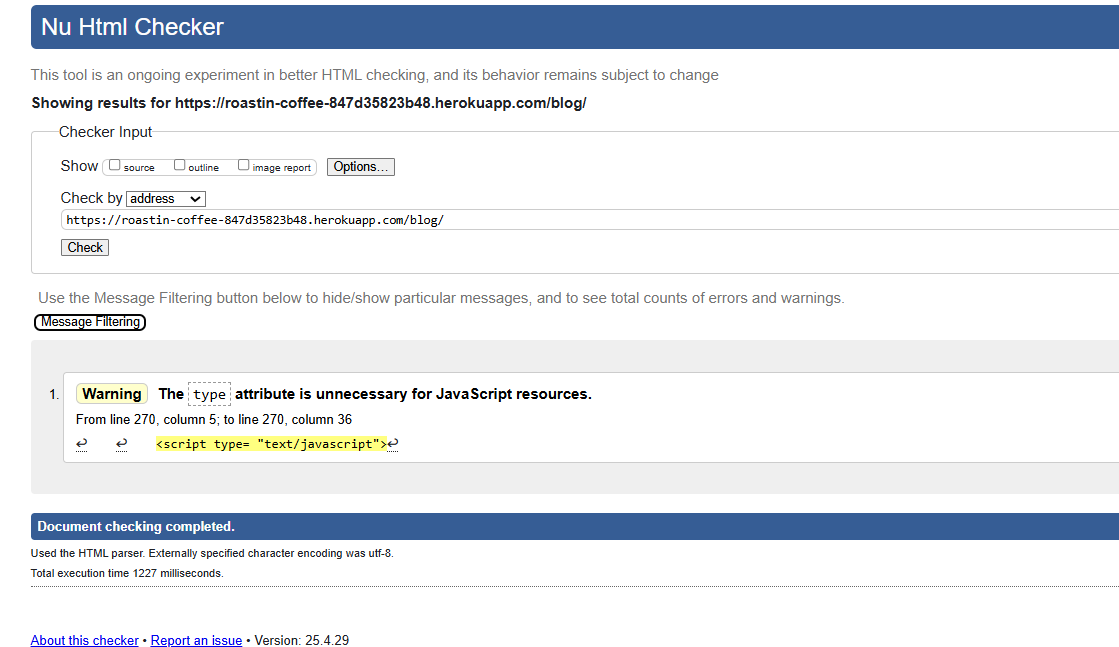 Nu Html Checker
This tool is an ongoing experiment in better HTML checking, and its behavior remains subject to change
Showing results for https://roastin-coffee-847d35823b48.herokuapp.com/blog/
Checker Input
Show source outline image report Options...
Check by address
https://roastin-coffee-847d35823b48.herokuapp.com/blog/
Check
Use the Message Filtering button below to hide/show particular messages, and to see total counts of errors and warnings.
Message Filtering
1. Warning The type attribute is unnecessary for JavaScript resources.
From line 270, column 5; to line 270, column 36
↩ ↩ <script type= "text/javascript">↩
Document checking completed.
Used the HTML parser. Externally specified character encoding was utf-8.
Total execution time 1227 milliseconds.
About this checker • Report an issue • Version: 25.4.29